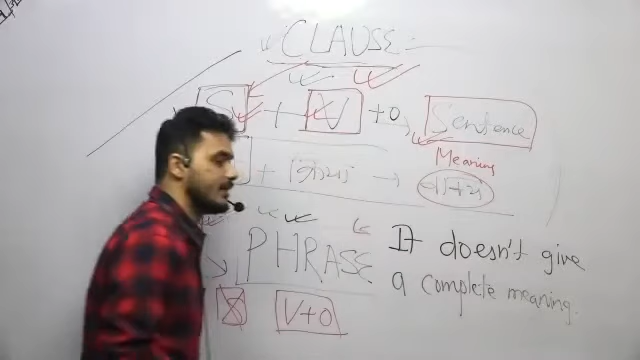 CLAUSE
S + V + O → Sentence
Meaning
+ क्रिया → वाक्य
PHRASE
It doesn't give
a complete meaning.
V+O